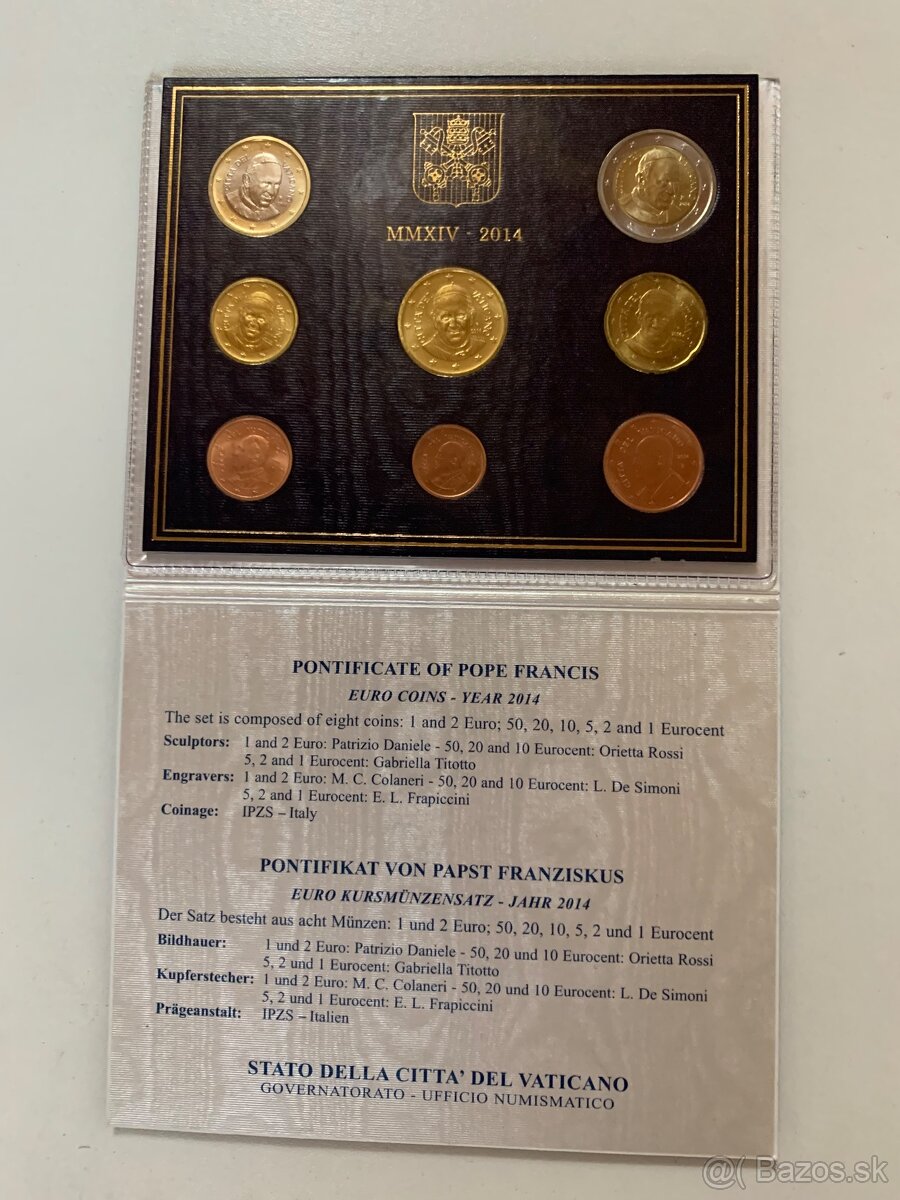 MMXIV - 2014
PONTIFICATE OF POPE FRANCIS
EURO COINS - YEAR 2014
The set is composed of eight coins: 1 and 2 Euro; 50, 20, 10, 5, 2 and 1 Eurocent
Sculptors: 1 and 2 Euro: Patrizio Daniele - 50, 20 and 10 Eurocent: Orietta Rossi
5, 2 and 1 Eurocent: Gabriella Titotto
Engravers: 1 and 2 Euro: M. C. Colaneri - 50, 20 and 10 Eurocent: L. De Simoni
5, 2 and 1 Eurocent: E. L. Frapiccini
Coinage: IPZS – Italy
PONTIFIKAT VON PAPST FRANZISKUS
EURO KURSMÜNZENSATZ - JAHR 2014
Der Satz besteht aus acht Münzen: 1 und 2 Euro; 50, 20, 10, 5, 2 und 1 Eurocent
Bildhauer: 1 und 2 Euro: Patrizio Daniele - 50, 20 und 10 Eurocent: Orietta Rossi
5, 2 und 1 Eurocent: Gabriella Titotto
Kupferstecher: 1 und 2 Euro: M. C. Colaneri - 50, 20 und 10 Eurocent: L. De Simoni
5, 2 und 1 Eurocent: E. L. Frapiccini
Prägeanstalt: IPZS – Italien
STATO DELLA CITTA' DEL VATICANO
GOVERNATORATO - UFFICIO NUMISMATICO
@( Bazos.sk